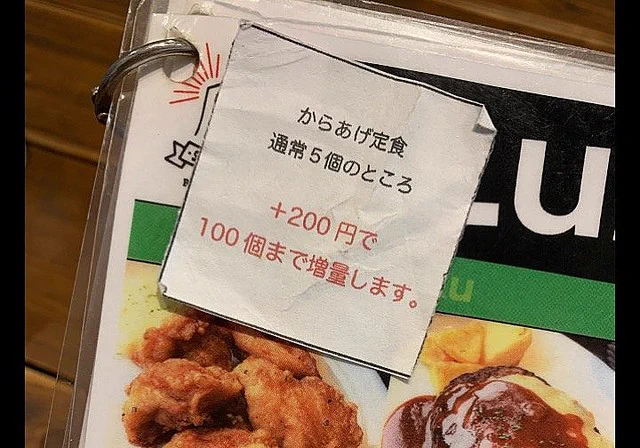 からあげ定食
通常5個のところ
+200円で
100個まで増量します。
Lu
u